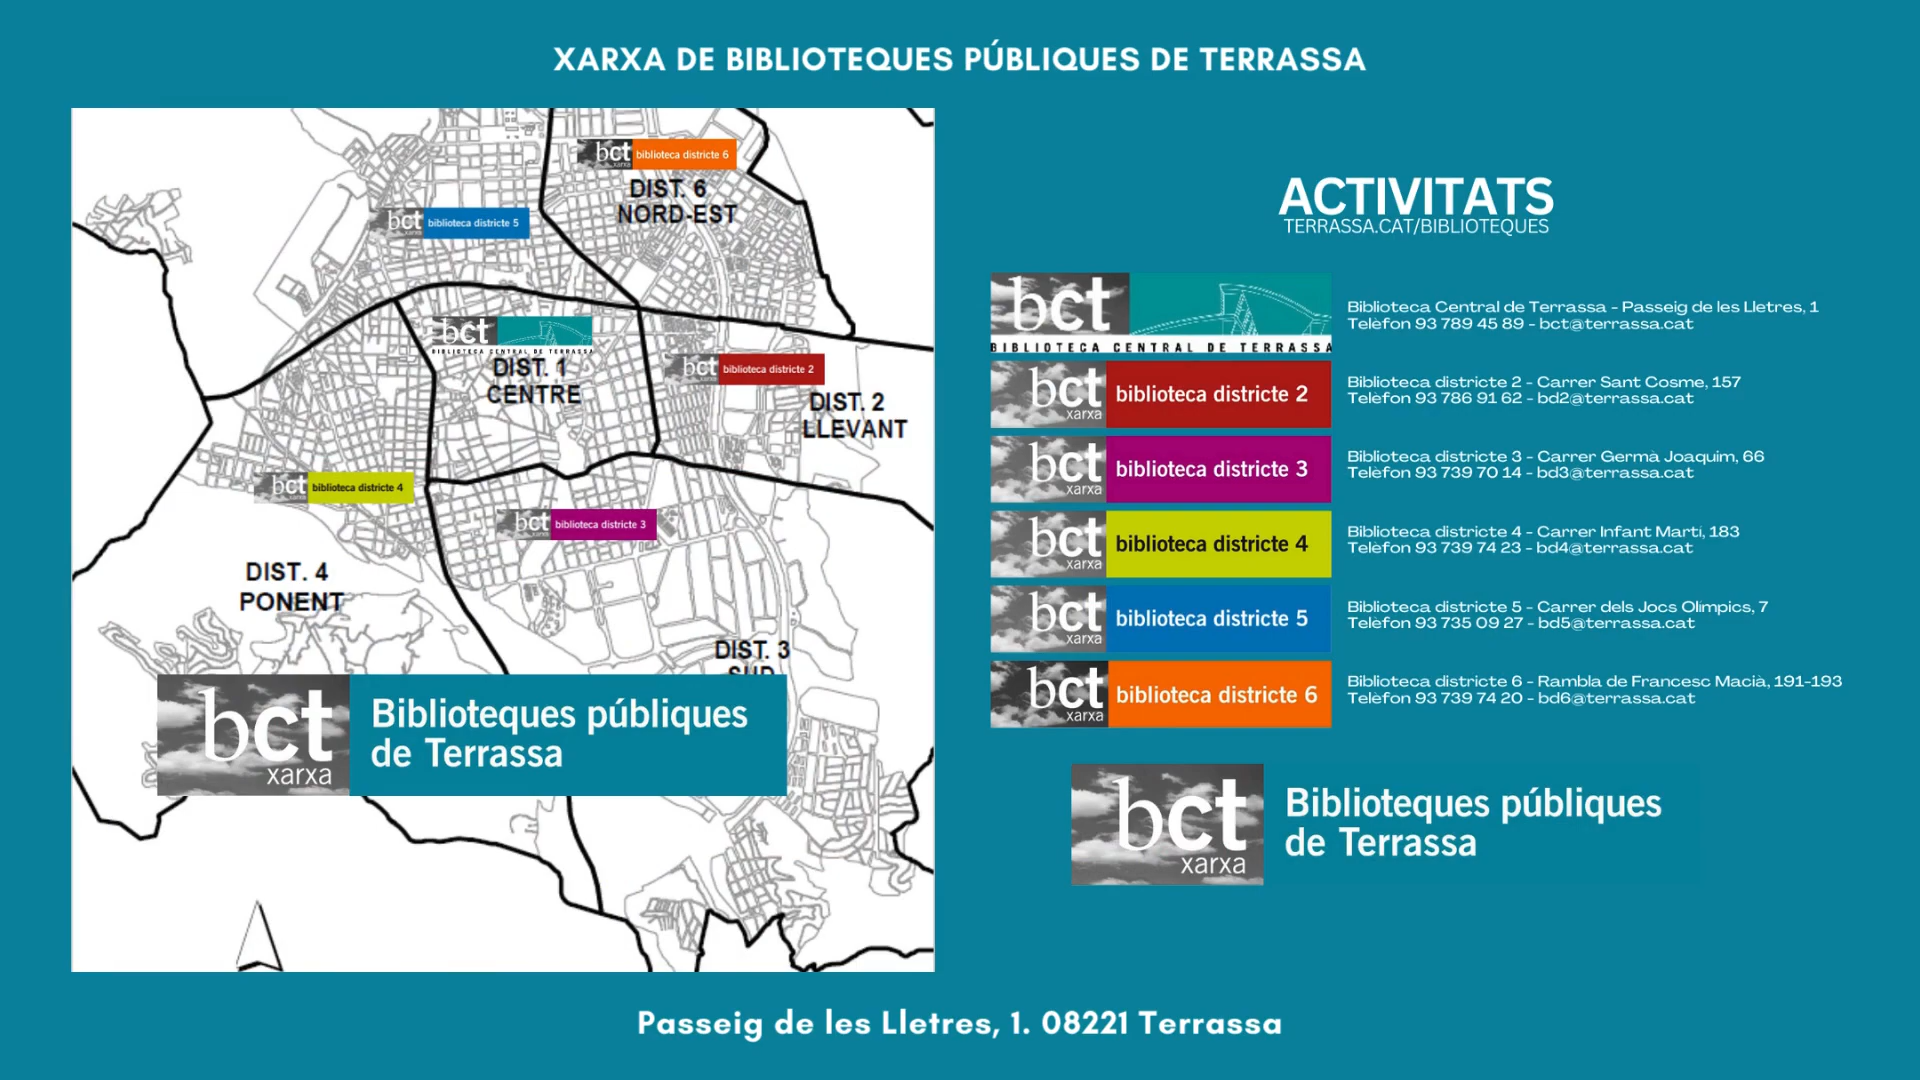 XARXA DE BIBLIOTEQUES PÚBLIQUES DE TERRASSA
bct xarxa biblioteca districte 6
DIST. 6
NORD-EST
bct xarxa biblioteca districte 5
bct
BIBLIOTECA CENTRAL DE TERRASSA
DIST. 1
CENTRE
bct xarxa biblioteca districte 2
DIST. 2
LLEVANT
bct xarxa biblioteca districte 4
bct xarxa biblioteca districte 3
DIST. 4
PONENT
DIST. 3
SUD
bct
xarxa
Biblioteques públiques
de Terrassa
ACTIVITATS
TERRASSA.CAT/BIBLIOTEQUES
bct
BIBLIOTECA CENTRAL DE TERRASSA
Biblioteca Central de Terrassa - Passeig de les Lletres, 1
Telèfon 93 789 45 89 - bct@terrassa.cat
bct xarxa biblioteca districte 2
Biblioteca districte 2 - Carrer Sant Cosme, 157
Telèfon 93 786 91 62 - bd2@terrassa.cat
bct xarxa biblioteca districte 3
Biblioteca districte 3 - Carrer Germà Joaquim, 66
Telèfon 93 739 70 14 - bd3@terrassa.cat
bct xarxa biblioteca districte 4
Biblioteca districte 4 - Carrer Infant Martí, 183
Telèfon 93 739 74 23 - bd4@terrassa.cat
bct xarxa biblioteca districte 5
Biblioteca districte 5 - Carrer dels Jocs Olímpics, 7
Telèfon 93 735 09 27 - bd5@terrassa.cat
bct xarxa biblioteca districte 6
Biblioteca districte 6 - Rambla de Francesc Macià, 191-193
Telèfon 93 739 74 20 - bd6@terrassa.cat
bct
xarxa
Biblioteques públiques
de Terrassa
Passeig de les Lletres, 1. 08221 Terrassa